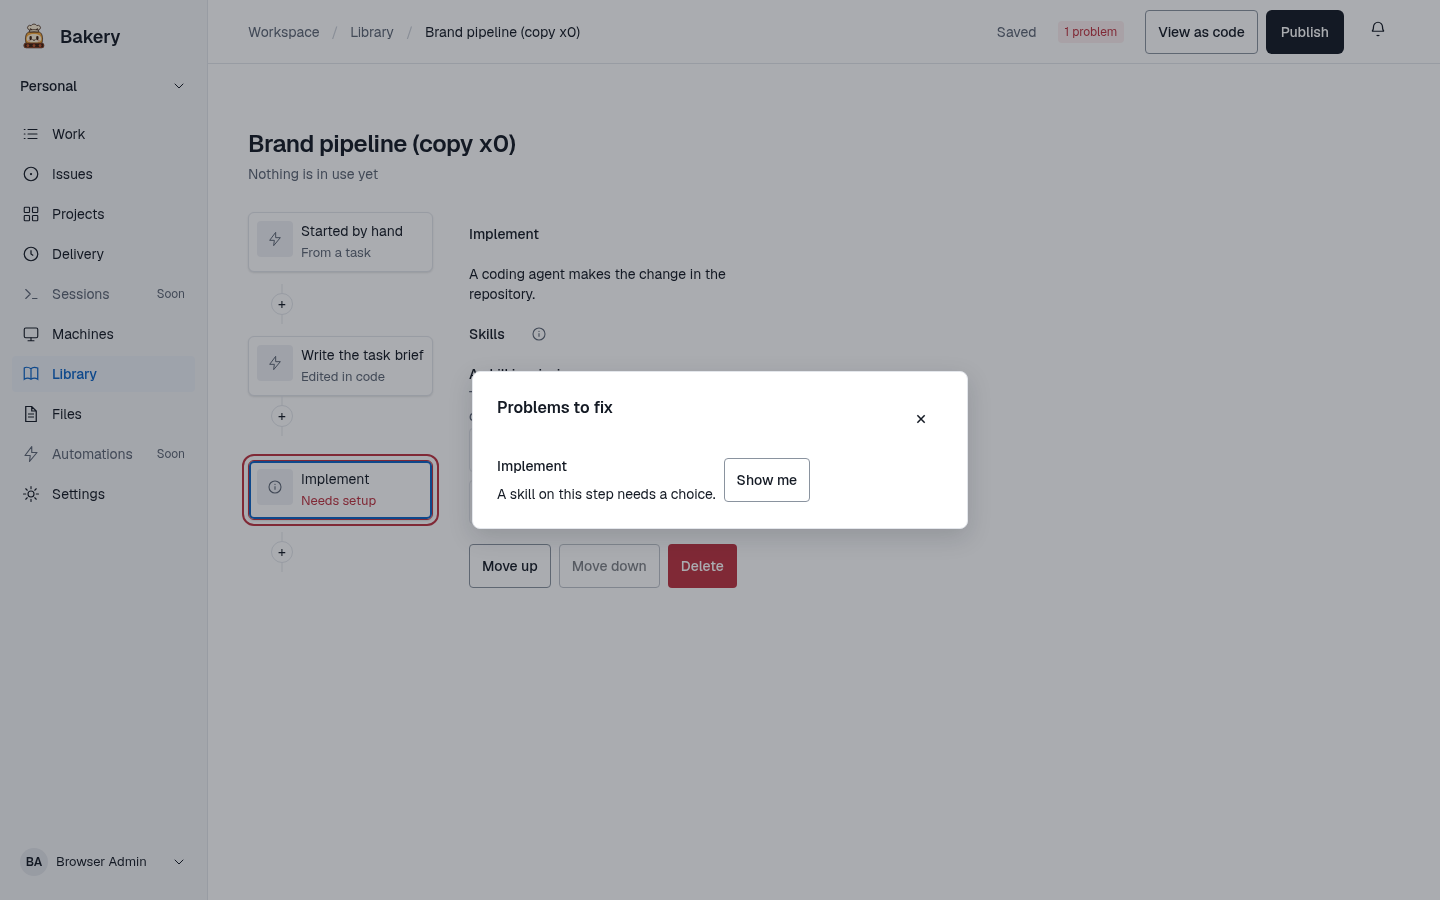 Bakery
Workspace / Library / Brand pipeline (copy x0)
Saved
1 problem
View as code
Publish
Personal
Work
Issues
Projects
Delivery
Sessions Soon
Machines
Library
Files
Automations Soon
Settings
BA Browser Admin
Brand pipeline (copy x0)
Nothing is in use yet
Started by hand
From a task
+
Write the task brief
Edited in code
+
Implement
Needs setup
+
Implement
A coding agent makes the change in the
repository.
Skills
Problems to fix
Implement
A skill on this step needs a choice.
Show me
Move up
Move down
Delete